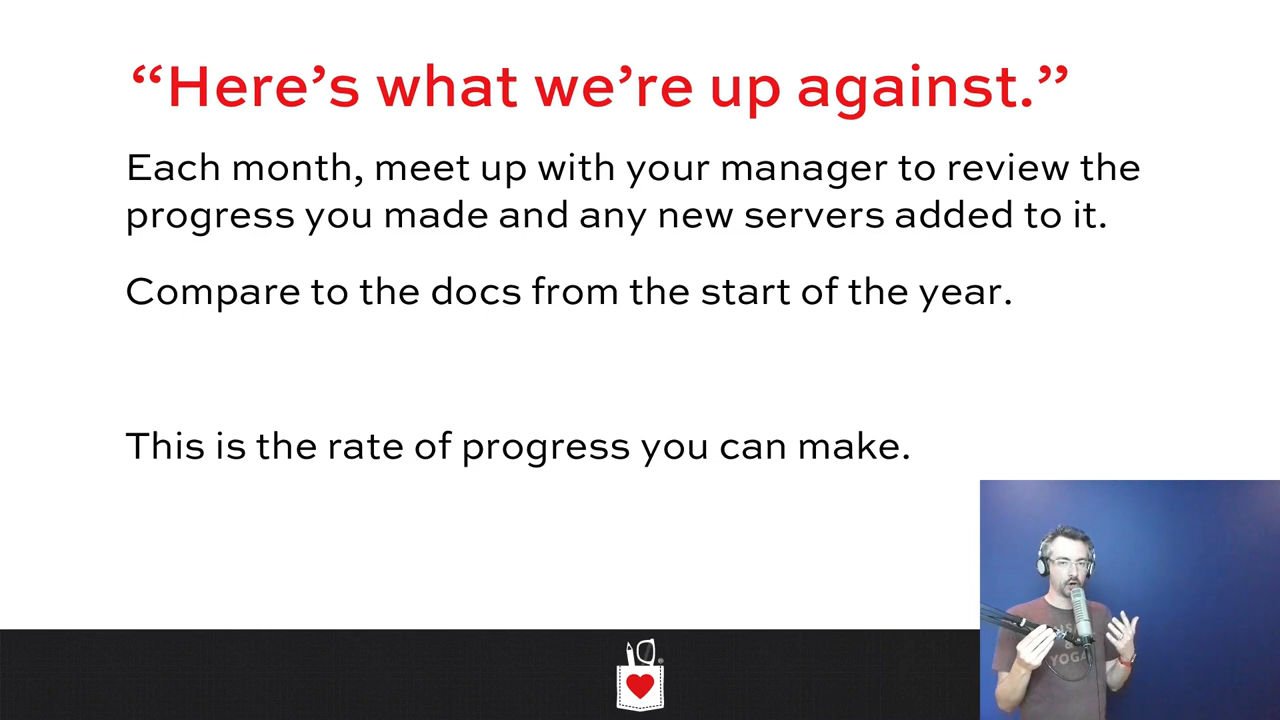 “Here’s what we’re up against.”
Each month, meet up with your manager to review the
progress you made and any new servers added to it.
Compare to the docs from the start of the year.
This is the rate of progress you can make.
YOGA